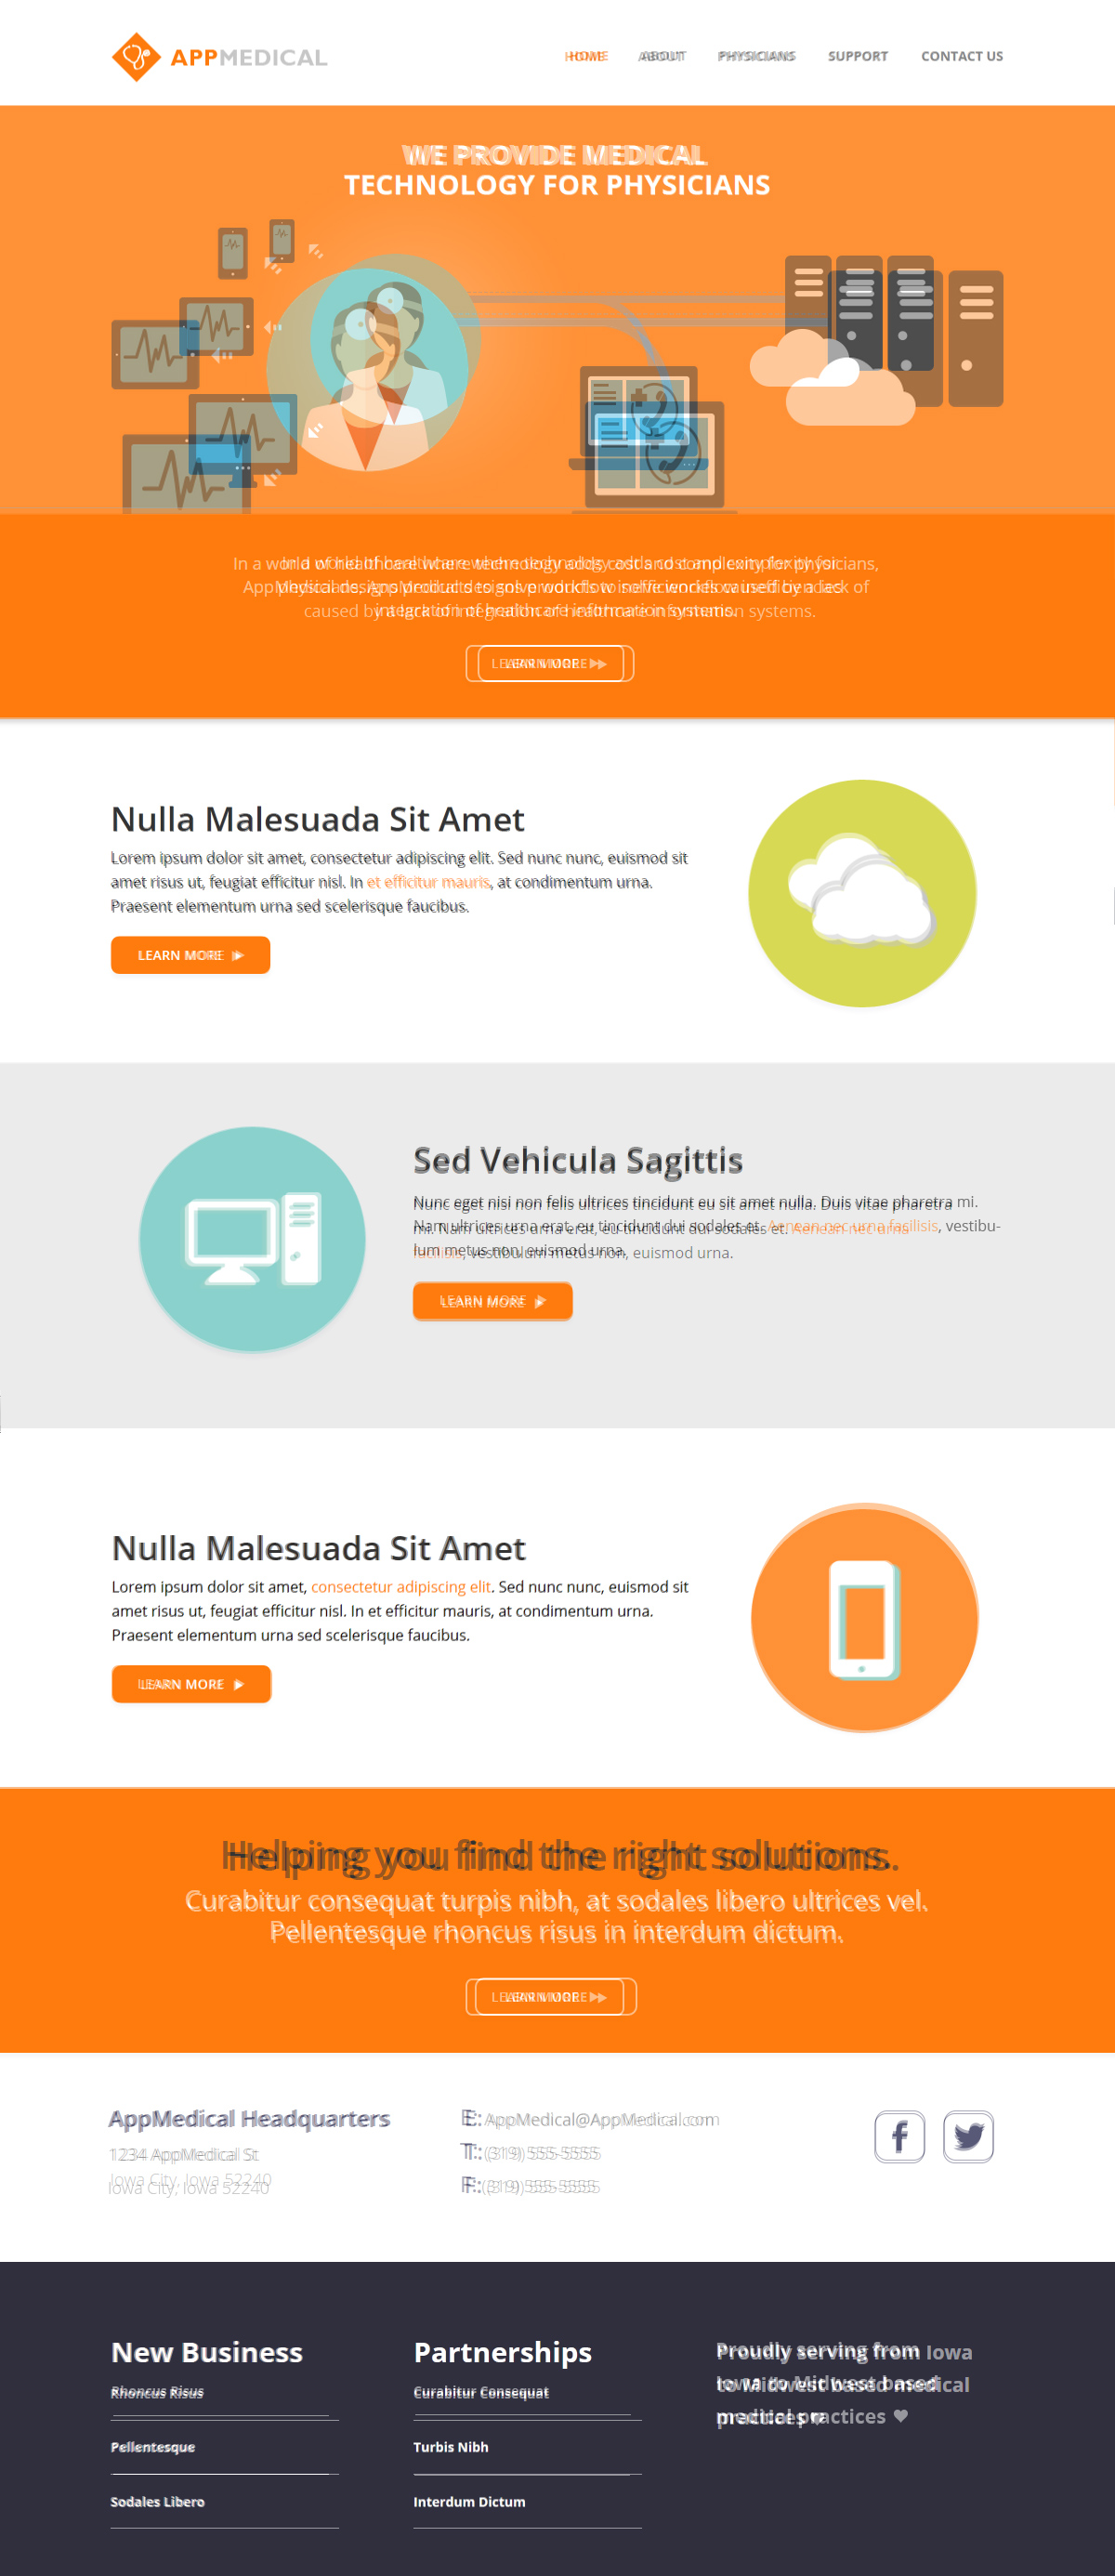 APPMEDICAL
HOME ABOUT PHYSICIANS SUPPORT CONTACT US
WE PROVIDE MEDICAL
TECHNOLOGY FOR PHYSICIANS
In a world of healthcare where technology adds cost and complexity for physicians,
AppMedical designs products to solve workflow inefficiencies caused by a lack of
integration of healthcare information systems.
LEARN MORE
Nulla Malesuada Sit Amet
Lorem ipsum dolor sit amet, consectetur adipiscing elit. Sed nunc nunc, euismod sit
amet risus ut, feugiat efficitur nisl. In et efficitur mauris, at condimentum urna.
Praesent elementum urna sed scelerisque faucibus.
LEARN MORE
Sed Vehicula Sagittis
Nunc eget nisi non felis ultrices tincidunt eu sit amet nulla. Duis vitae pharetra mi.
Nam ultrices urna erat, eu tincidunt dui sodales et. Aenean nec urna facilisis, vestibu-
lum metus non, euismod urna.
LEARN MORE
Nulla Malesuada Sit Amet
Lorem ipsum dolor sit amet, consectetur adipiscing elit. Sed nunc nunc, euismod sit
amet risus ut, feugiat efficitur nisl. In et efficitur mauris, at condimentum urna.
Praesent elementum urna sed scelerisque faucibus.
LEARN MORE
Helping you find the right solutions.
Curabitur consequat turpis nibh, at sodales libero ultrices vel.
Pellentesque rhoncus risus in interdum dictum.
LEARN MORE
AppMedical Headquarters
1234 AppMedical St
Iowa City, Iowa 52240
E: AppMedical@AppMedical.com
T: (319) 555-5555
F: (319) 555-5555
New Business
Rhoncus Risus
Pellentesque
Sodales Libero
Partnerships
Curabitur Consequat
Turbis Nibh
Interdum Dictum
Proudly serving from Iowa
to Midwest based medical
practices